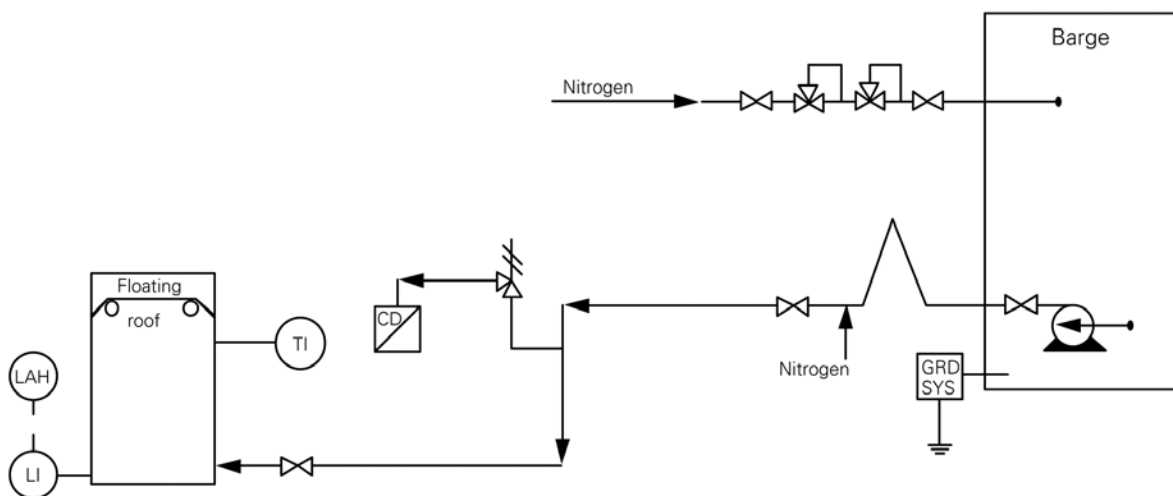 Barge
Nitrogen
Floating
roof
CD
TI
LAH
Nitrogen
GRD
SYS
LI